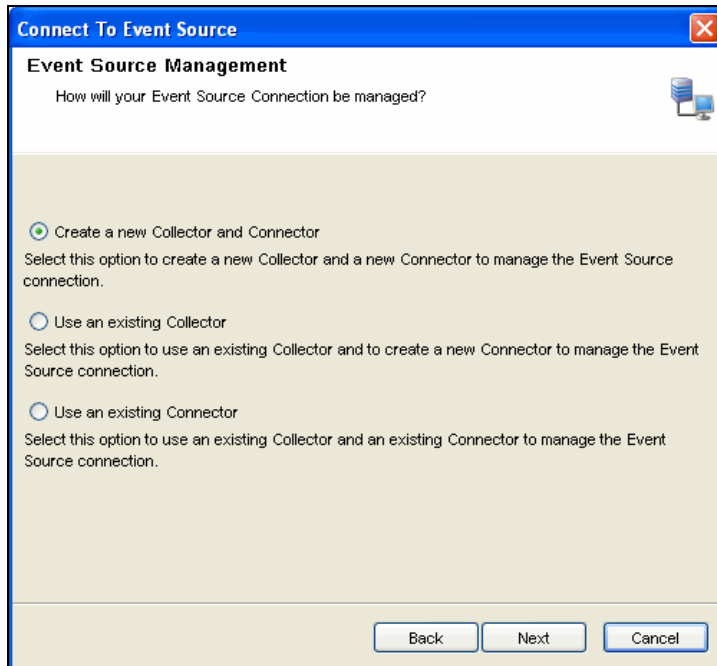 Connect To Event Source
Event Source Management
How will your Event Source Connection be managed?
Create a new Collector and Connector
Select this option to create a new Collector and a new Connector to manage the Event Source
connection.
Use an existing Collector
Select this option to use an existing Collector and to create a new Connector to manage the Event
Source connection.
Use an existing Connector
Select this option to use an existing Collector and an existing Connector to manage the Event
Source connection.
Back
Next
Cancel